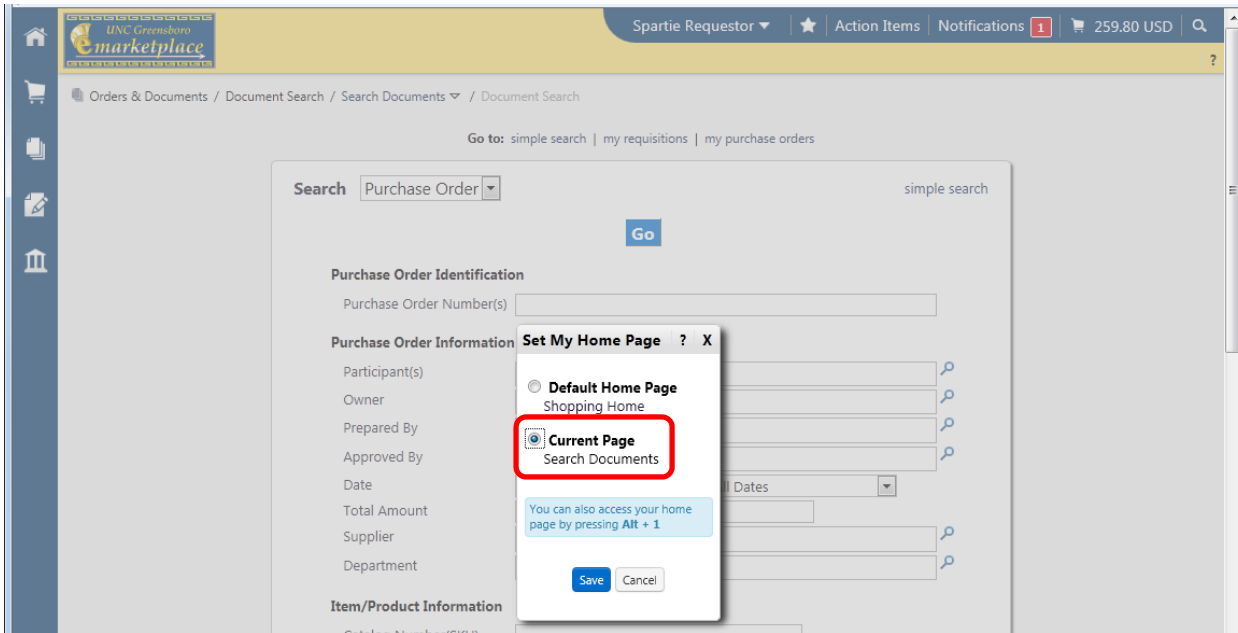 UNC Greensboro
emarketplace
Spartie Requestor Action Items Notifications 1 259.80 USD
?
Orders & Documents / Document Search / Search Documents / Document Search
Go to: simple search | my requisitions | my purchase orders
Search Purchase Order simple search
Go
Purchase Order Identification
Purchase Order Number(s)
Purchase Order Information
Participant(s)
Owner
Prepared By
Approved By
Date
ll Dates
Total Amount
Supplier
Department
Item/Product Information
Catalog Number(SKU)
Set My Home Page ? X
Default Home Page
Shopping Home
Current Page
Search Documents
You can also access your home
page by pressing Alt + 1
Save Cancel